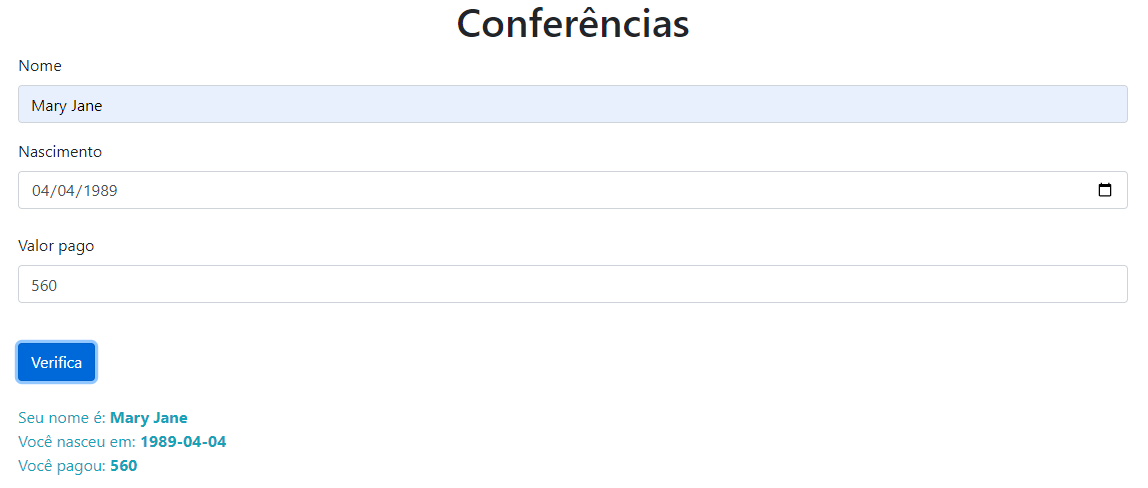 Conferências
Nome
Mary Jane
Nascimento
04/04/1989
Valor pago
560
Verifica
Seu nome é: Mary Jane
Você nasceu em: 1989-04-04
Você pagou: 560